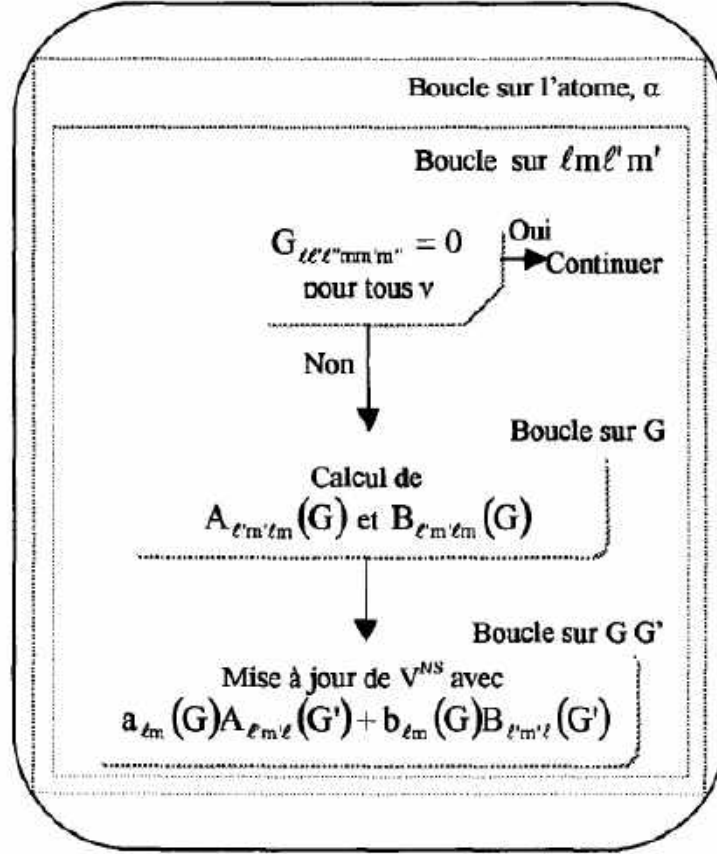 Boucle sur l'atome, α
Boucle sur ℓmℓ'm'
G_{ℓℓ'ℓ''mm'm''} = 0
pour tous ν
Oui
Continuer
Non
Boucle sur G
Calcul de
A_{ℓ'm'ℓm}(G) et B_{ℓ'm'ℓm}(G)
Boucle sur G G'
Mise à jour de V^{NS} avec
a_{ℓm}(G)A_{ℓ'm'ℓ}(G') + b_{ℓm}(G)B_{ℓ'm'ℓ}(G')